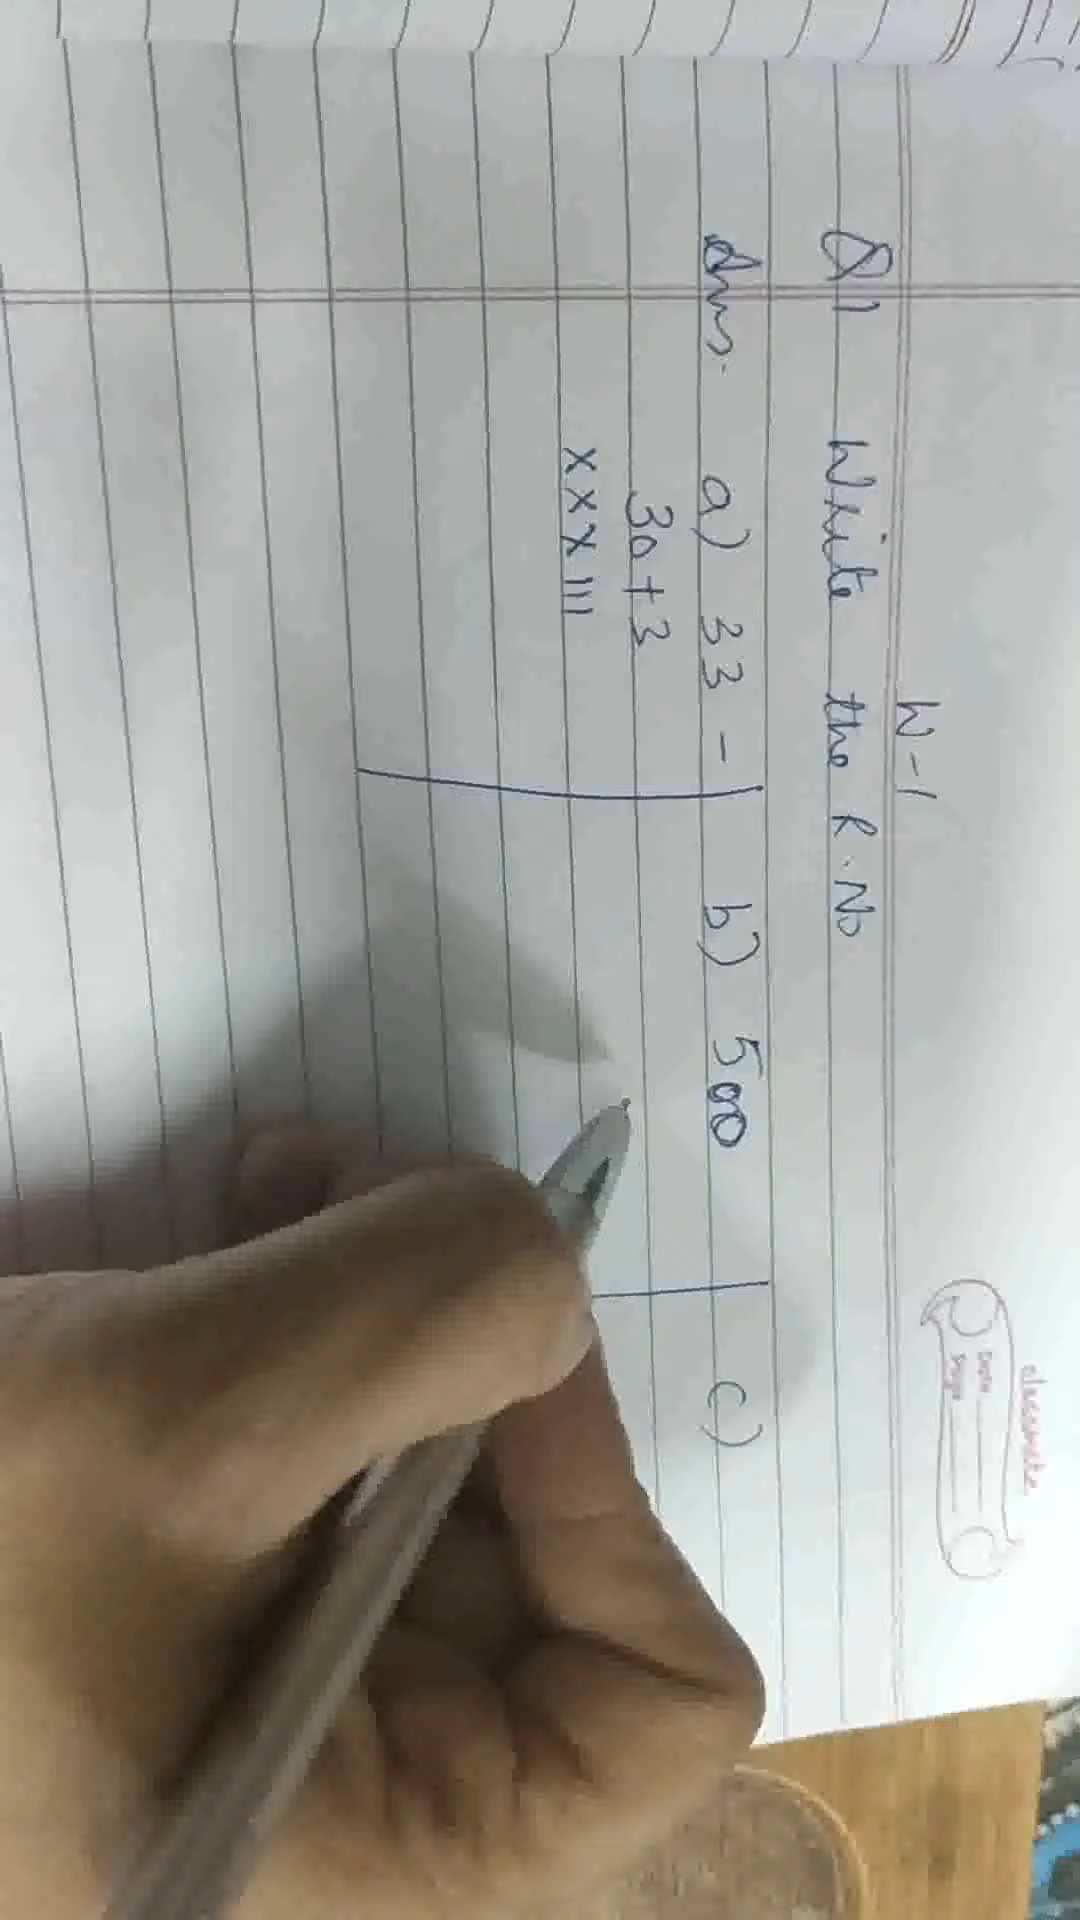 classmate
Date
Page
W-1
Q1 Write the R.No
Ans. a) 33 - b) 500 c)
30+3
XXXIII